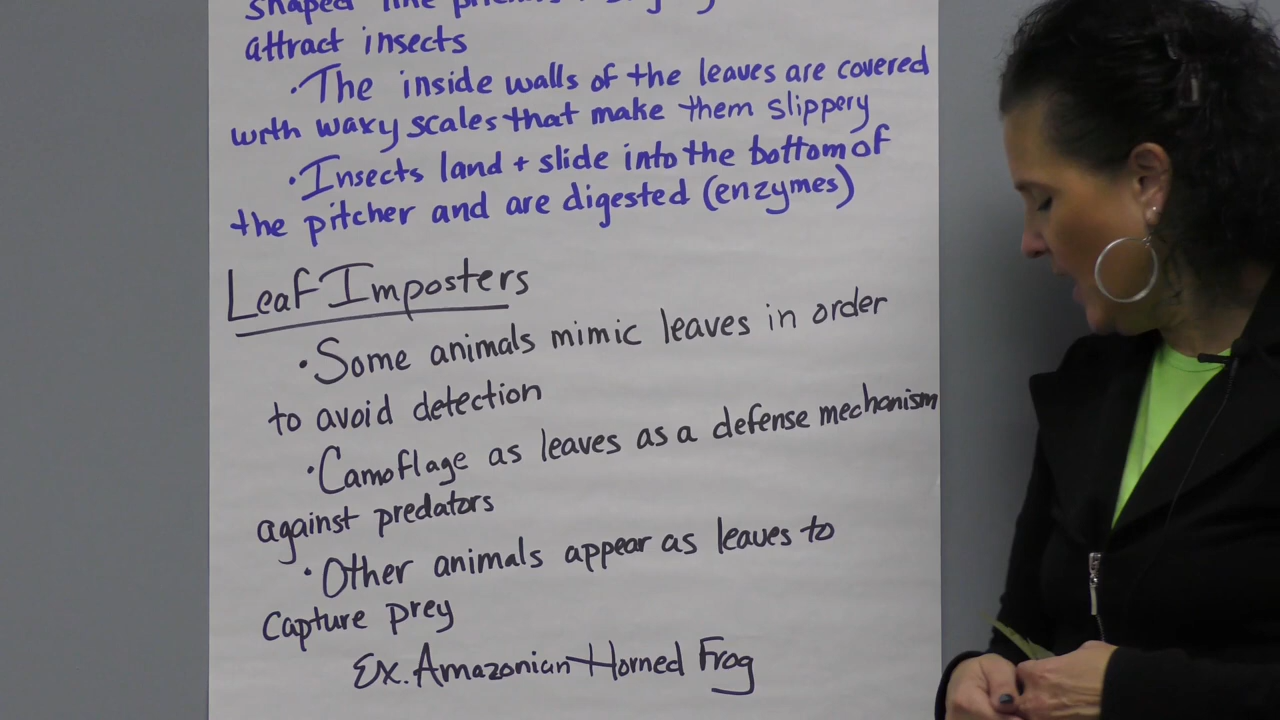 shaped like
attract insects
·The inside walls of the leaves are covered
with waxy scales that make them slippery
·Insects land + slide into the bottom of
the pitcher and are digested (enzymes)
Leaf Imposters
·Some animals mimic leaves in order
to avoid detection
·Camoflage as leaves as a defense mechanism
against predators
·Other animals appear as leaves to
Capture prey
Ex. Amazonian Horned Frog